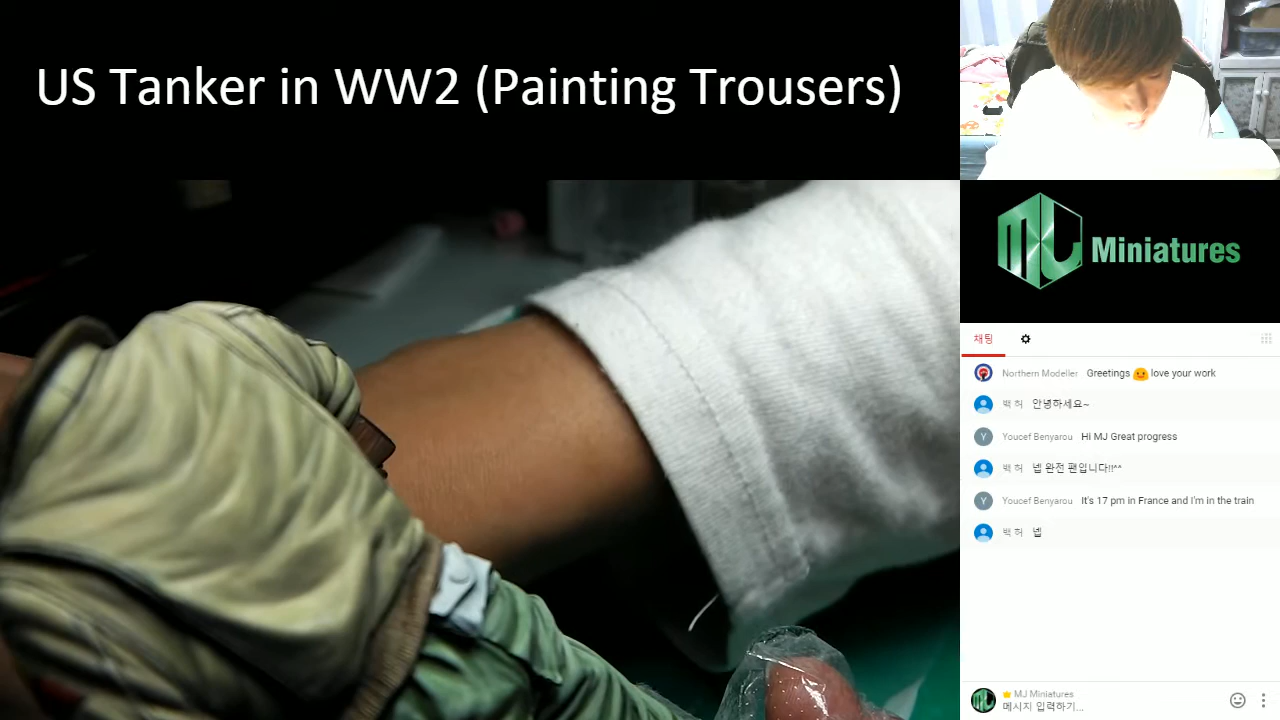 US Tanker in WW2 (Painting Trousers)
MJ Miniatures
채팅
Northern Modeller Greetings love your work
백 허 안녕하세요~
Y Youcef Benyarou Hi MJ Great progress
백 허 넵 완전 팬입니다!!^^
Y Youcef Benyarou It's 17 pm in France and I'm in the train
백 허 넵
MJ MJ Miniatures
메시지 입력하기...